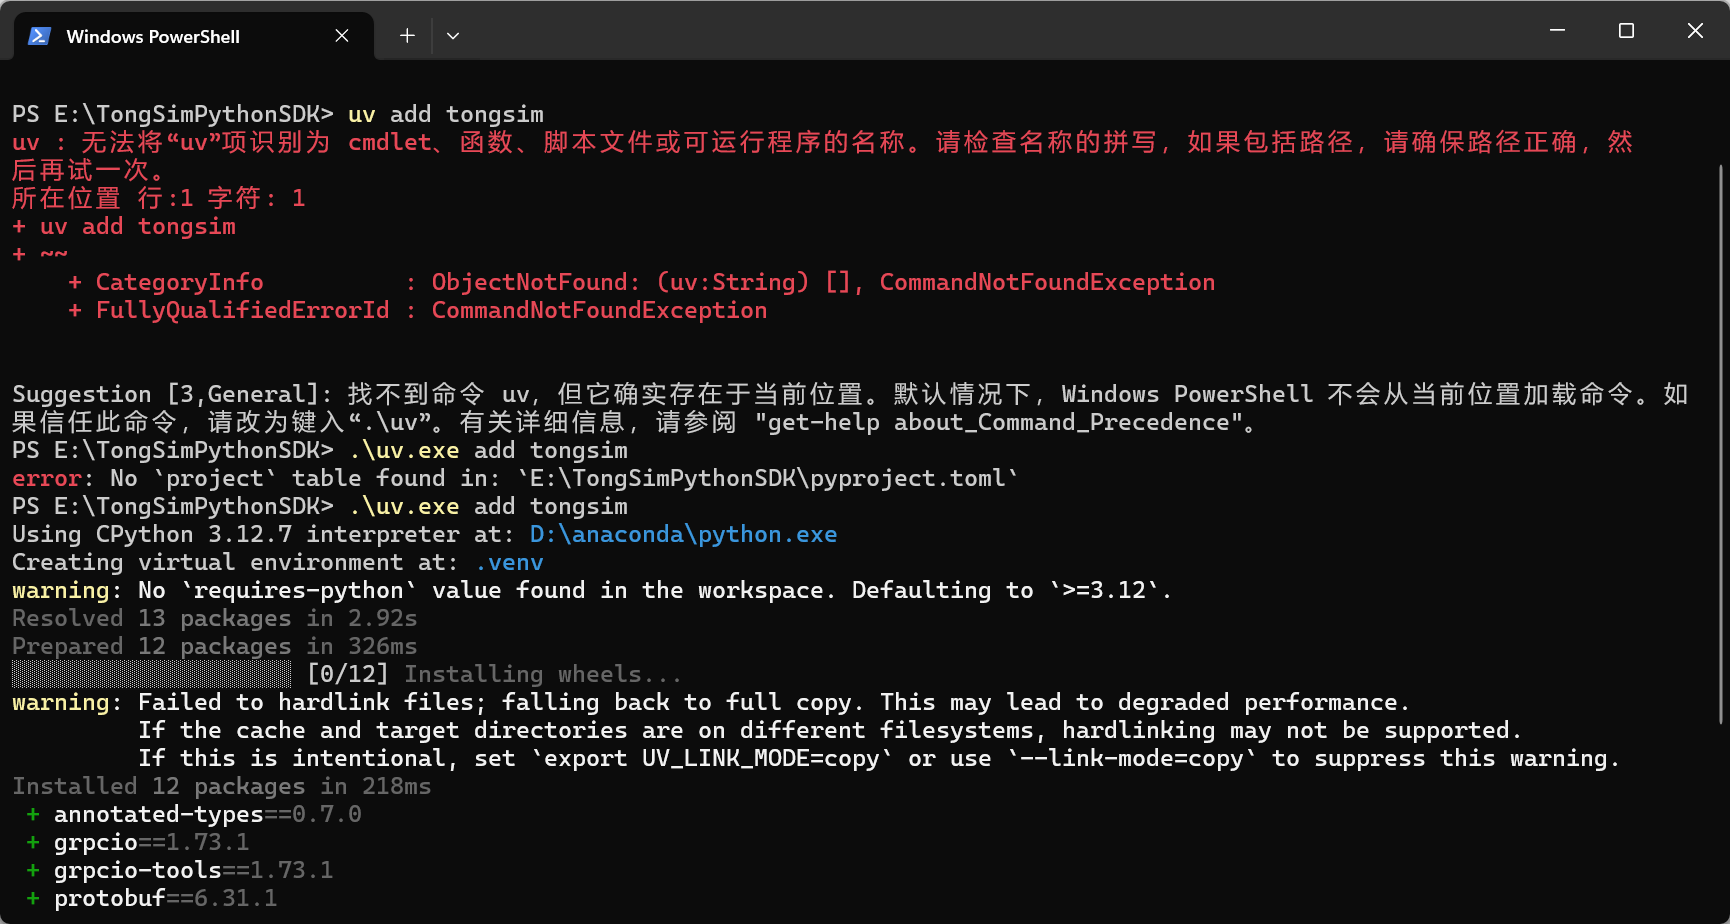 Windows PowerShell
PS E:\TongSimPythonSDK> uv add tongsim
uv : 无法将“uv”项识别为 cmdlet、函数、脚本文件或可运行程序的名称。请检查名称的拼写，如果包括路径，请确保路径正确，然
后再试一次。
所在位置 行:1 字符: 1
+ uv add tongsim
+ ~~
    + CategoryInfo          : ObjectNotFound: (uv:String) [], CommandNotFoundException
    + FullyQualifiedErrorId : CommandNotFoundException
Suggestion [3,General]: 找不到命令 uv，但它确实存在于当前位置。默认情况下，Windows PowerShell 不会从当前位置加载命令。如
果信任此命令，请改为键入“.\uv”。有关详细信息，请参阅 "get-help about_Command_Precedence"。
PS E:\TongSimPythonSDK> .\uv.exe add tongsim
error: No `project` table found in: `E:\TongSimPythonSDK\pyproject.toml`
PS E:\TongSimPythonSDK> .\uv.exe add tongsim
Using CPython 3.12.7 interpreter at: D:\anaconda\python.exe
Creating virtual environment at: .venv
warning: No `requires-python` value found in the workspace. Defaulting to `>=3.12`.
Resolved 13 packages in 2.92s
Prepared 12 packages in 326ms
[0/12] Installing wheels...
warning: Failed to hardlink files; falling back to full copy. This may lead to degraded performance.
         If the cache and target directories are on different filesystems, hardlinking may not be supported.
         If this is intentional, set `export UV_LINK_MODE=copy` or use `--link-mode=copy` to suppress this warning.
Installed 12 packages in 218ms
 + annotated-types==0.7.0
 + grpcio==1.73.1
 + grpcio-tools==1.73.1
 + protobuf==6.31.1